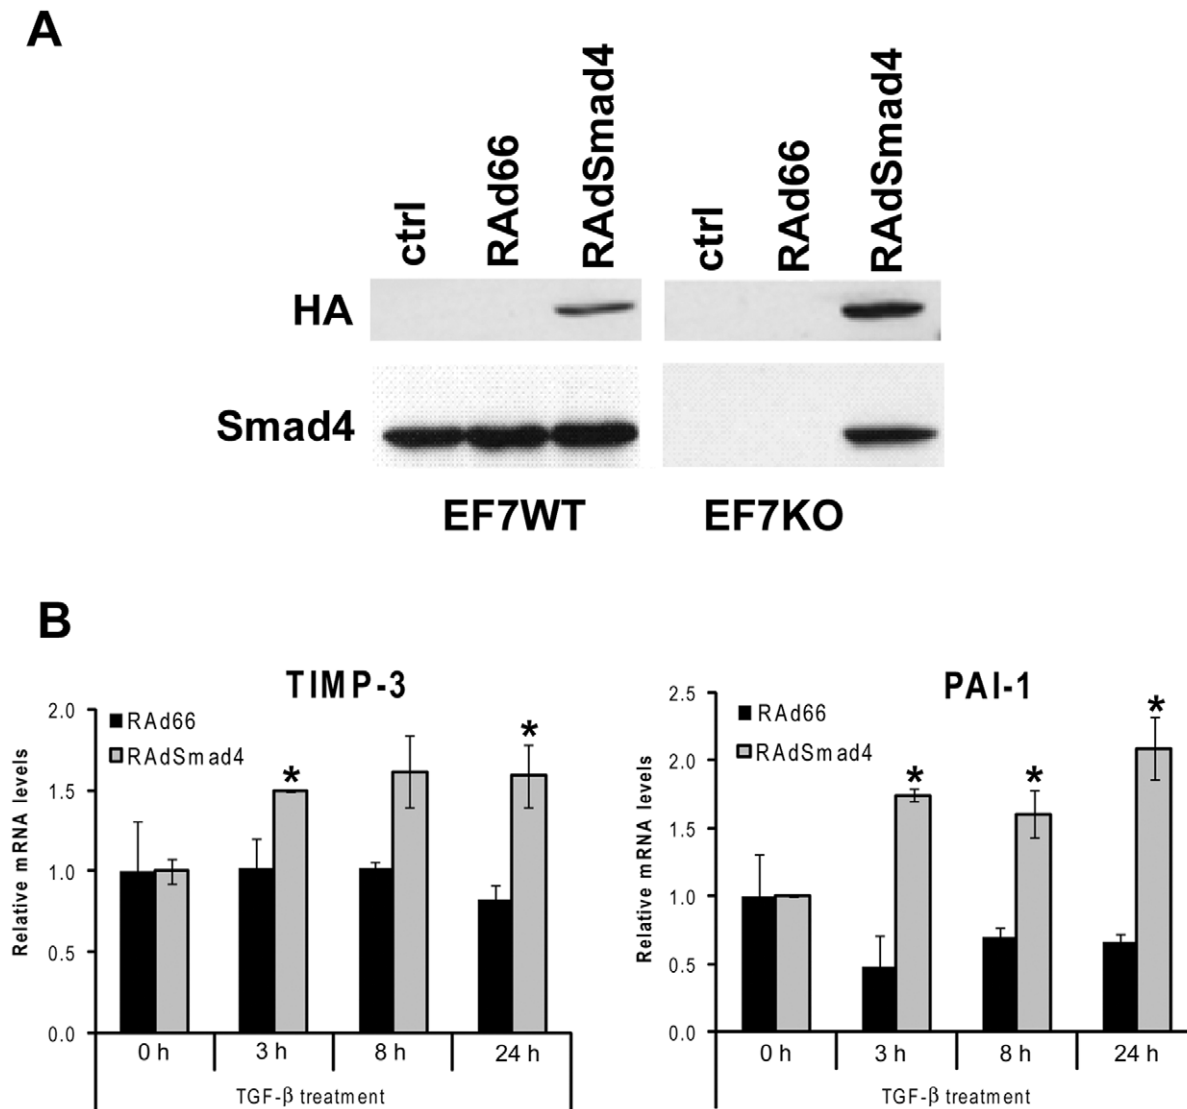 A
ctrl
RAd66
RAdSmad4
ctrl
RAd66
RAdSmad4
HA
Smad4
EF7WT
EF7KO
B
TIMP-3
RAd66
RAdSmad4
Relative mRNA levels
2.0
1.5
1.0
0.5
0.0
*
*
0 h
3 h
8 h
24 h
TGF-β treatment
PAI-1
RAd66
RAdSmad4
Relative mRNA levels
2.5
2.0
1.5
1.0
0.5
0.0
*
*
*
0 h
3 h
8 h
24 h
TGF-β treatment